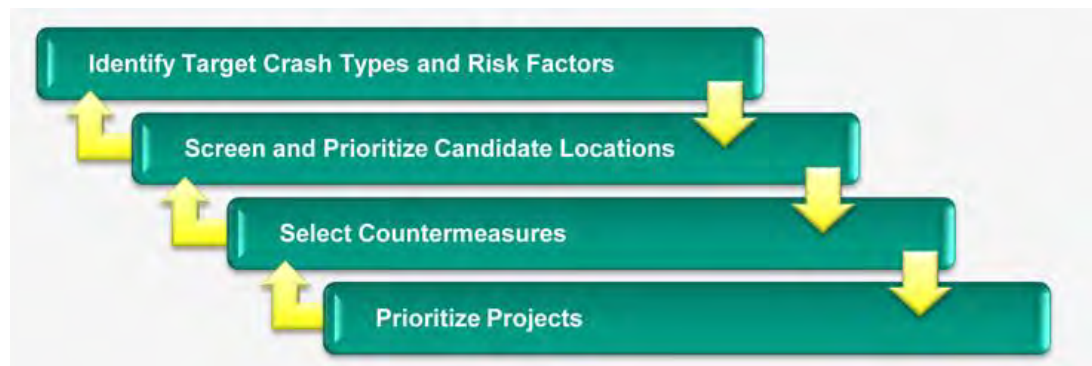 Identify Target Crash Types and Risk Factors
Screen and Prioritize Candidate Locations
Select Countermeasures
Prioritize Projects